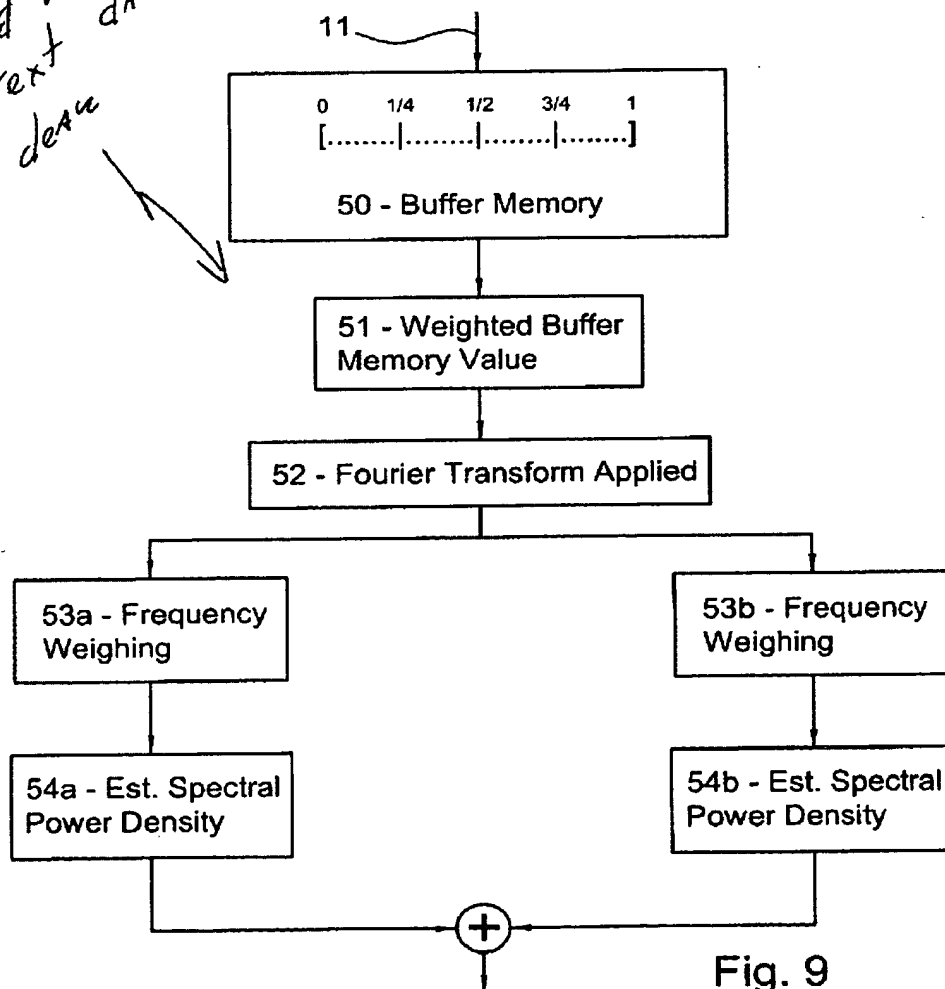 text
11
0 1/4 1/2 3/4 1
[........|........|........|........]
50 - Buffer Memory
51 - Weighted Buffer
Memory Value
52 - Fourier Transform Applied
53a - Frequency
Weighing
53b - Frequency
Weighing
54a - Est. Spectral
Power Density
54b - Est. Spectral
Power Density
+
Fig. 9